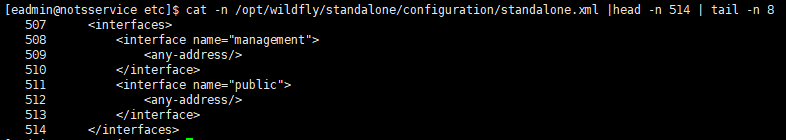 [eadmin@notsservice etc]$ cat -n /opt/wildfly/standalone/configuration/standalone.xml |head -n 514 | tail -n 8
   507      <interfaces>
   508          <interface name="management">
   509              <any-address/>
   510          </interface>
   511          <interface name="public">
   512              <any-address/>
   513          </interface>
   514      </interfaces>